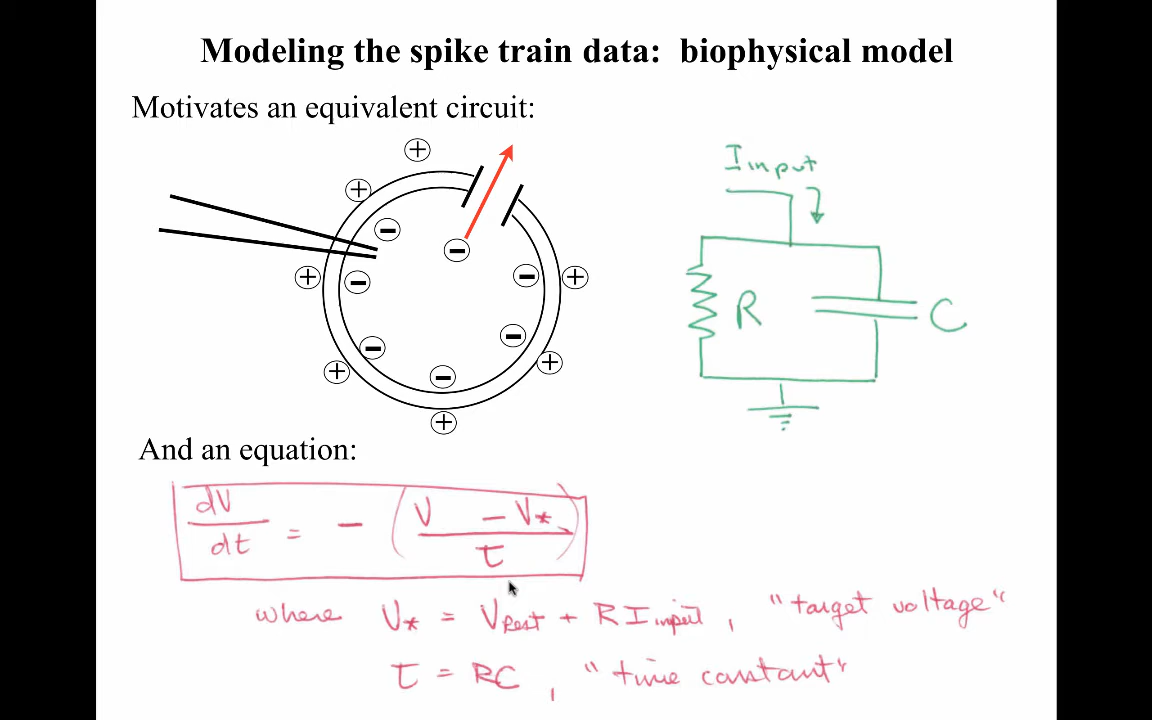 Modeling the spike train data: biophysical model
Motivates an equivalent circuit:
I input
R
C
And an equation:
dV/dt = - (V - V*/τ)
where V* = VRest + R I input, "target voltage"
τ = RC, "time constant"